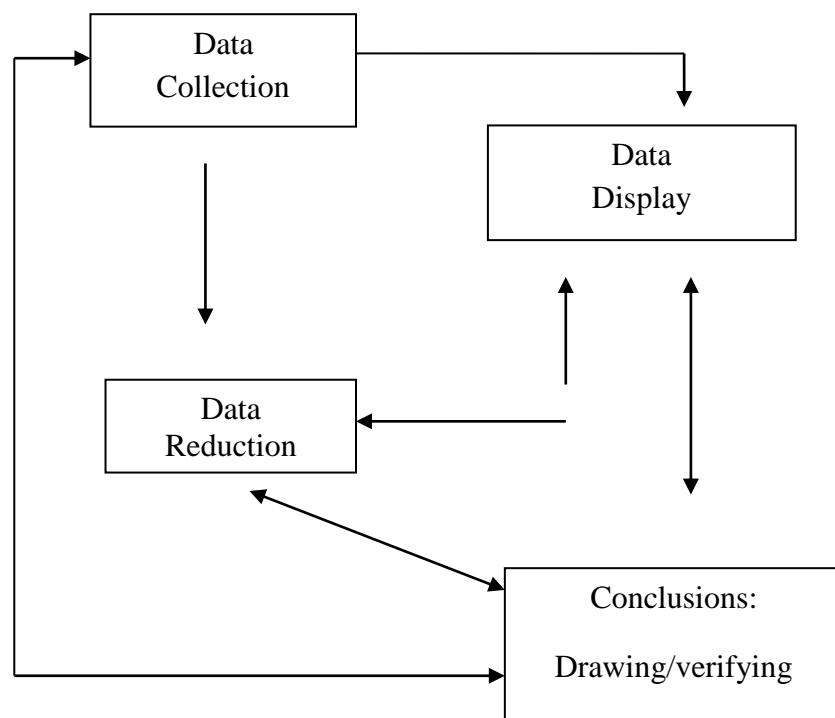 Data
Collection
Data
Display
Data
Reduction
Conclusions:
Drawing/verifying